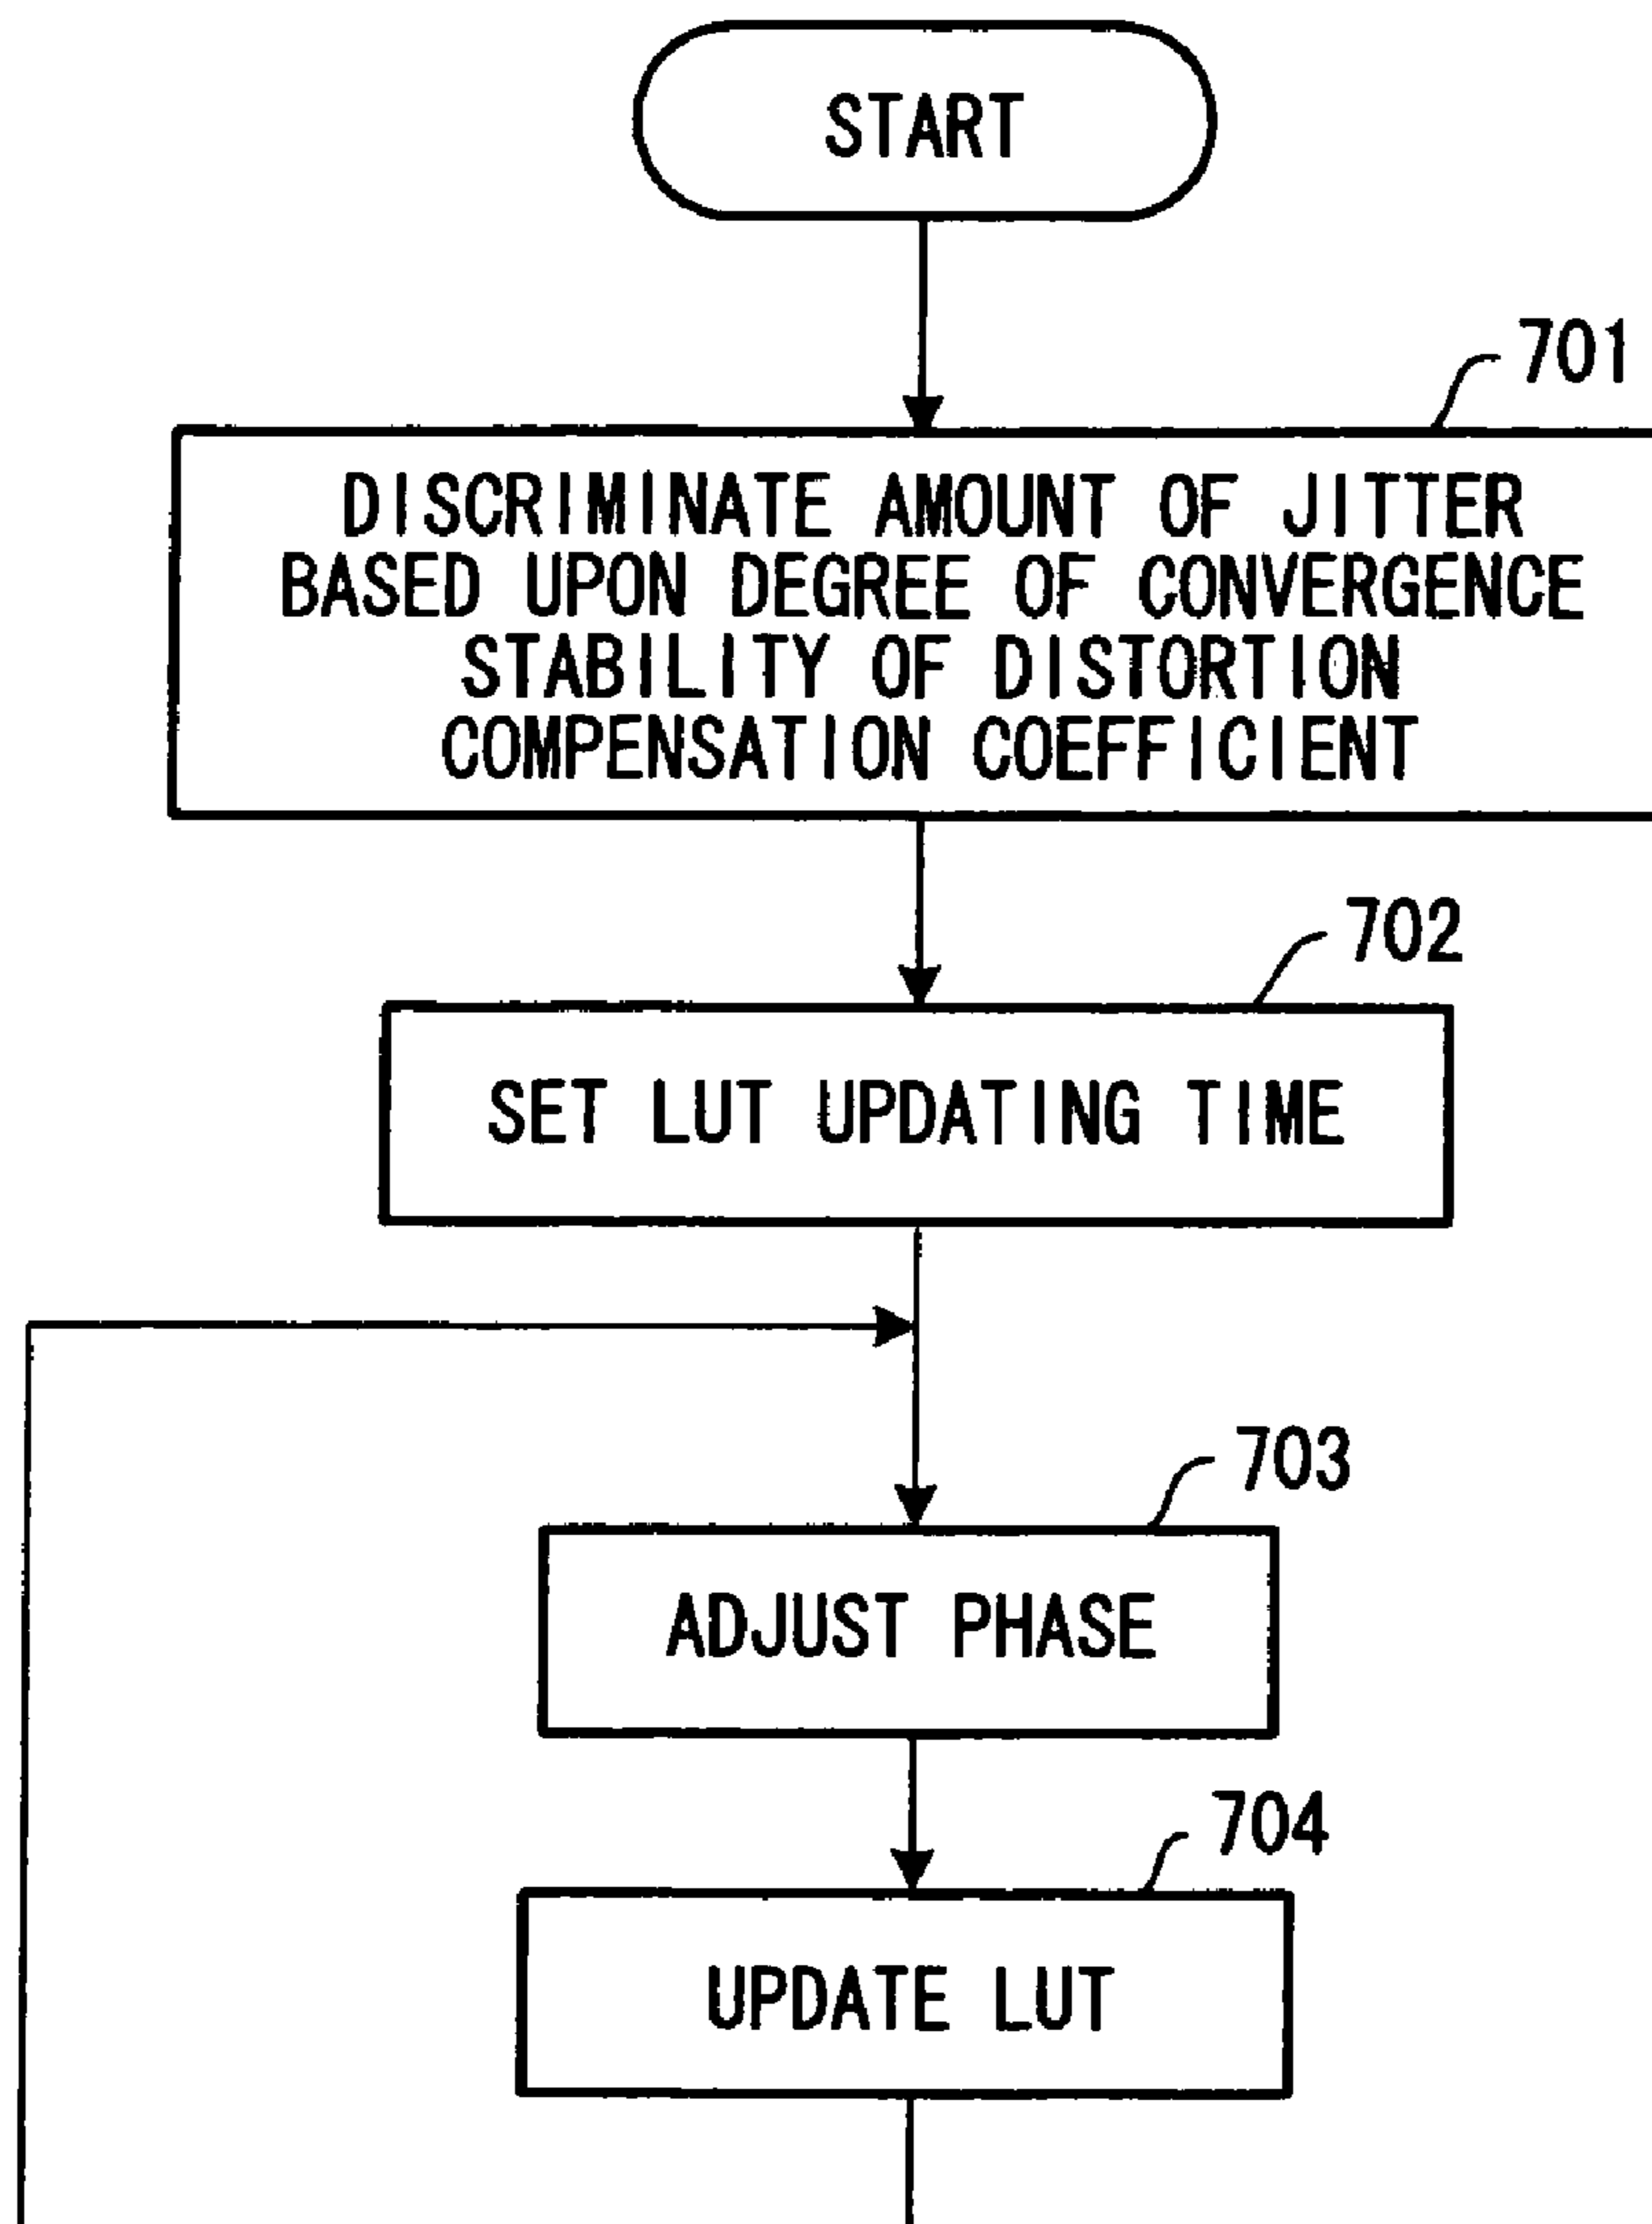 START
701
DISCRIMINATE AMOUNT OF JITTER
BASED UPON DEGREE OF CONVERGENCE
STABILITY OF DISTORTION
COMPENSATION COEFFICIENT
702
SET LUT UPDATING TIME
703
ADJUST PHASE
704
UPDATE LUT